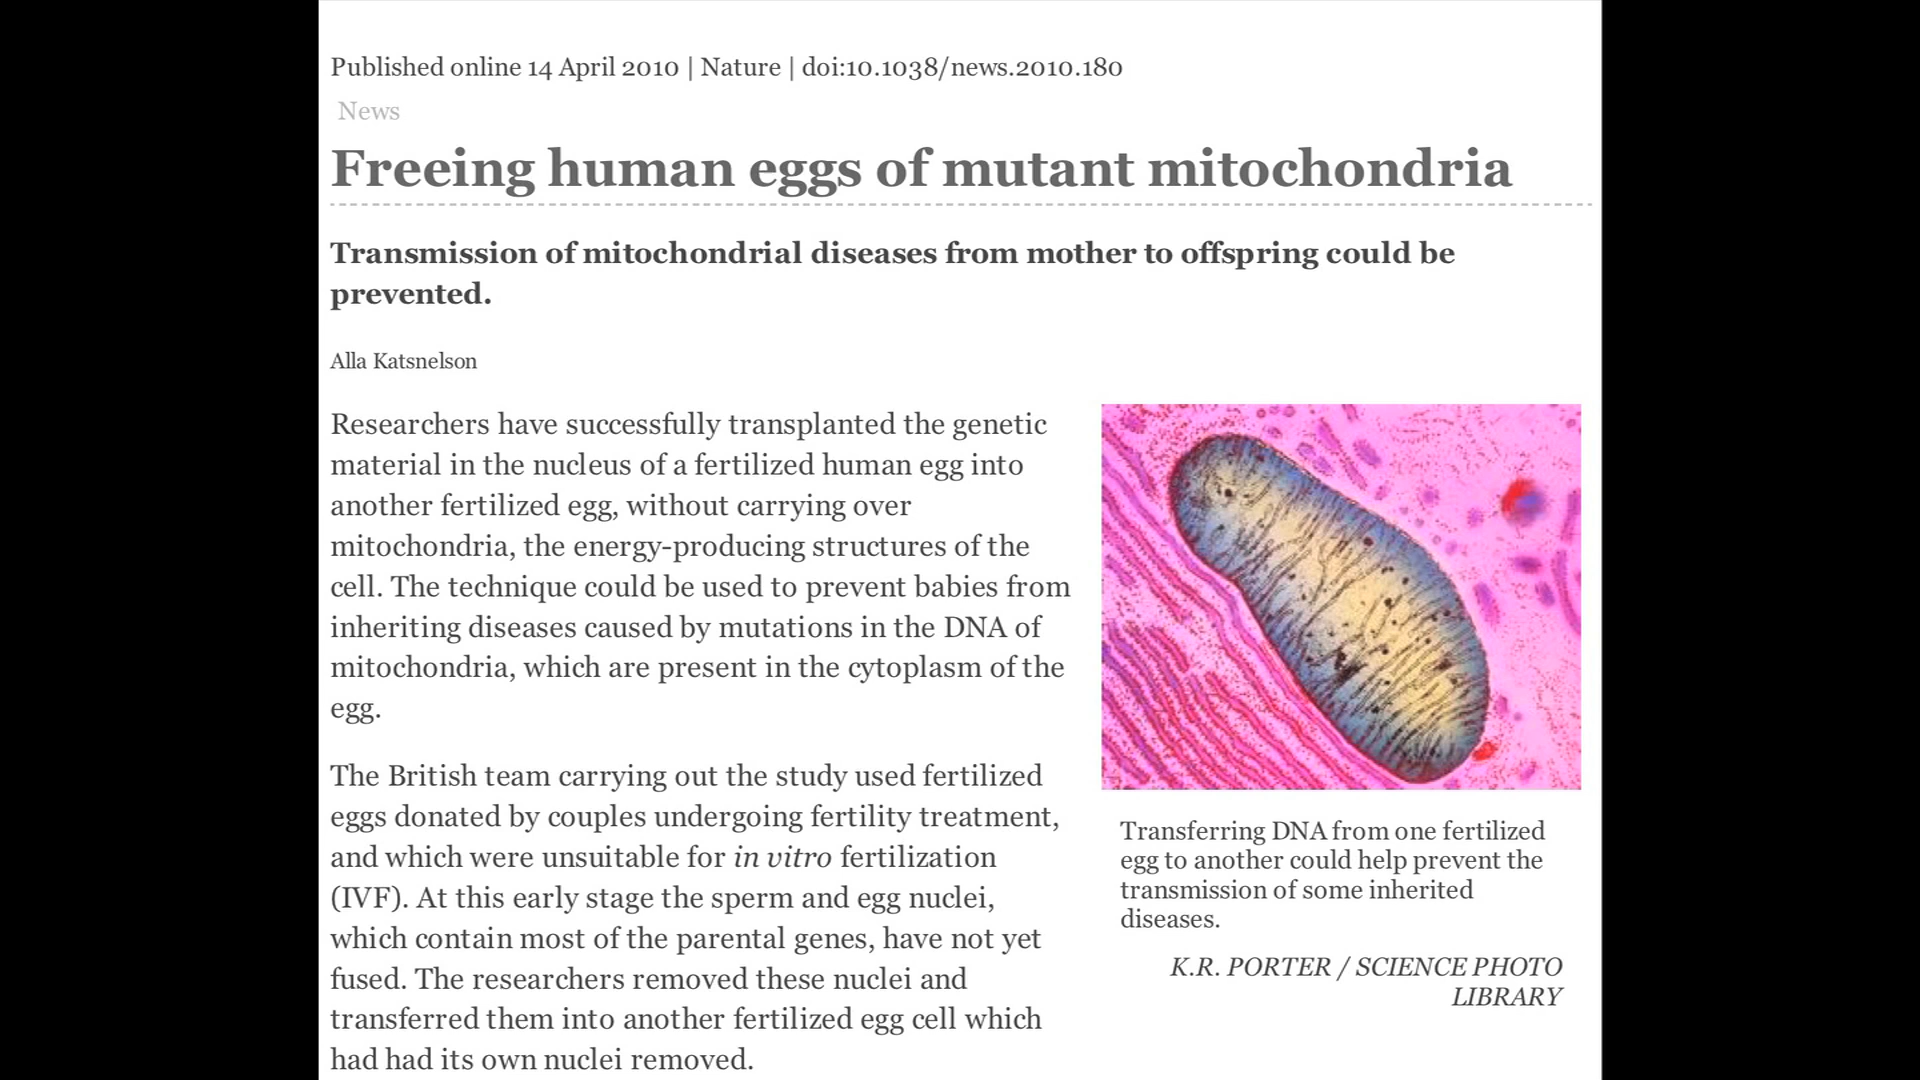 Published online 14 April 2010 | Nature | doi:10.1038/news.2010.180
News
Freeing human eggs of mutant mitochondria
Transmission of mitochondrial diseases from mother to offspring could be
prevented.
Alla Katsnelson
Researchers have successfully transplanted the genetic
material in the nucleus of a fertilized human egg into
another fertilized egg, without carrying over
mitochondria, the energy-producing structures of the
cell. The technique could be used to prevent babies from
inheriting diseases caused by mutations in the DNA of
mitochondria, which are present in the cytoplasm of the
egg.
The British team carrying out the study used fertilized
eggs donated by couples undergoing fertility treatment,
and which were unsuitable for in vitro fertilization
(IVF). At this early stage the sperm and egg nuclei,
which contain most of the parental genes, have not yet
fused. The researchers removed these nuclei and
transferred them into another fertilized egg cell which
had had its own nuclei removed.
Transferring DNA from one fertilized
egg to another could help prevent the
transmission of some inherited
diseases.
K.R. PORTER / SCIENCE PHOTO
LIBRARY